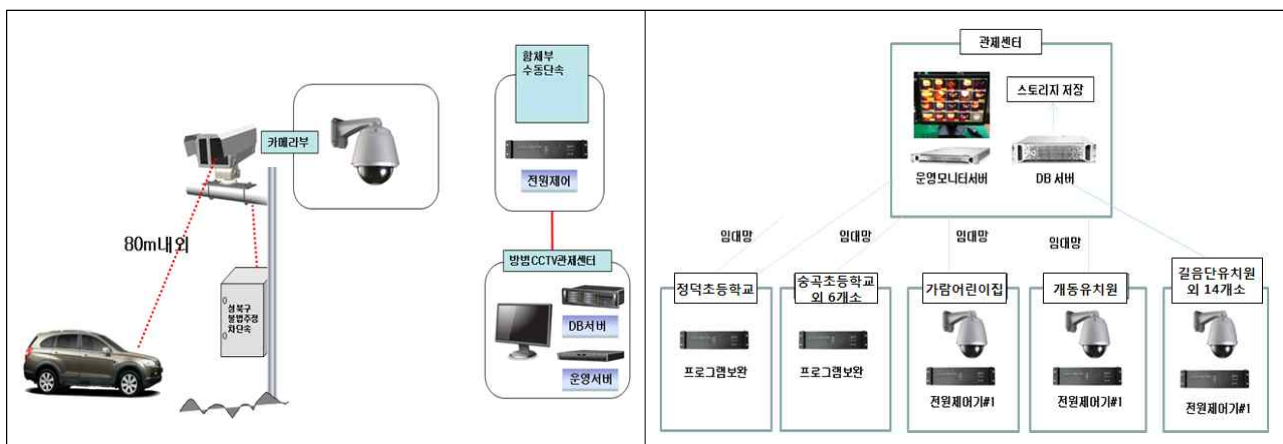 함체부
수동단속
카메라부
전원제어
80m내외
방범CCTV관제센터
DB서버
운영서버
성북구
불법주정
차단속
관제센터
스토리지 저장
운영모니터서버
DB 서버
임대망
임대망
임대망
임대망
정덕초등학교
숭곡초등학교
외 6개소
가람어린이집
개동유치원
길음단유치원
외 14개소
프로그램보완
프로그램보완
전원제어기#1
전원제어기#1
전원제어기#1